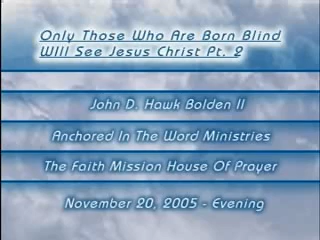 Only Those Who Are Born Blind
WIll See Jesus Christ Pt. 2
John D. Hawk Bolden II
Anchored In The Word Ministries
The Faith Mission House Of Prayer
November 20, 2005 - Evening